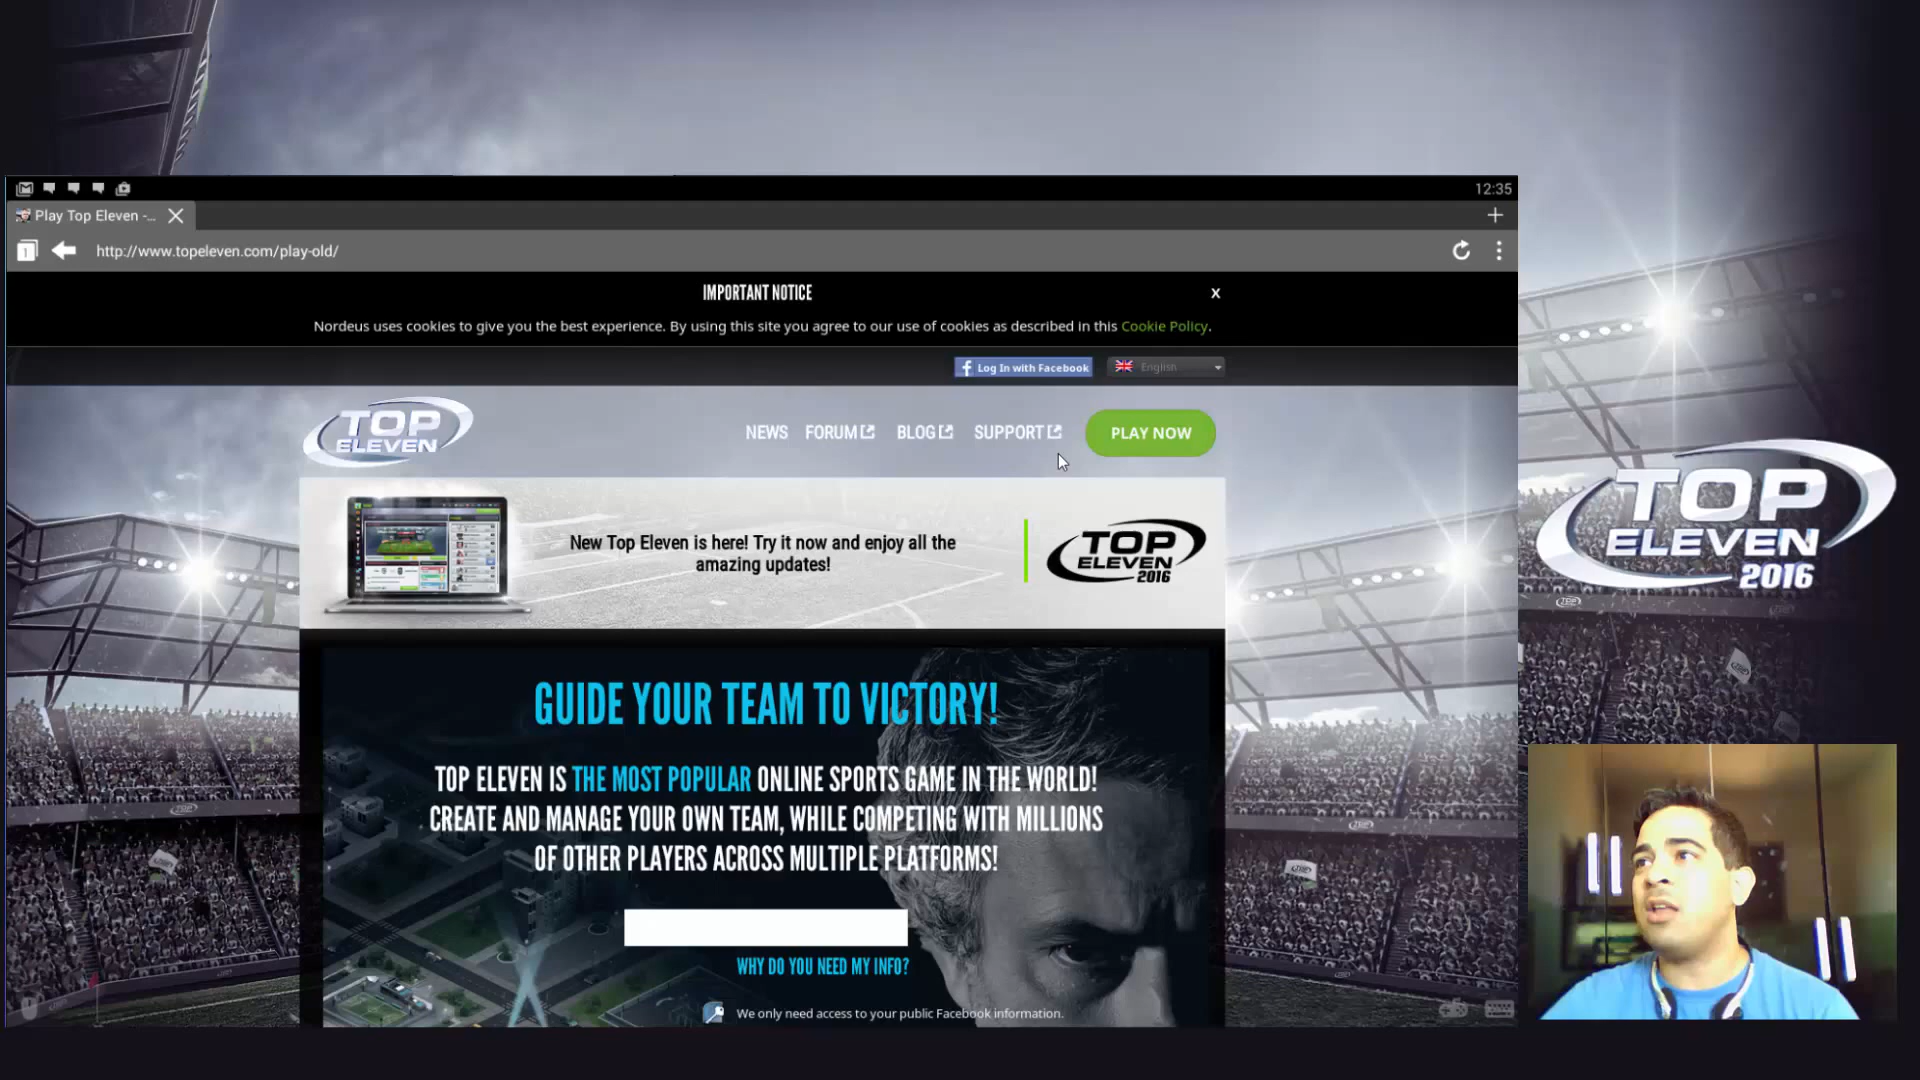 12:35
Play Top Eleven -...
1
http://www.topeleven.com/play-old/
IMPORTANT NOTICE
X
Nordeus uses cookies to give you the best experience. By using this site you agree to our use of cookies as described in this Cookie Policy.
f Log In with Facebook
English
TOP
ELEVEN
NEWS FORUM BLOG SUPPORT PLAY NOW
New Top Eleven is here! Try it now and enjoy all the
amazing updates!
TOP
ELEVEN
2016
TOP
ELEVEN
2016
GUIDE YOUR TEAM TO VICTORY!
TOP ELEVEN IS THE MOST POPULAR ONLINE SPORTS GAME IN THE WORLD!
CREATE AND MANAGE YOUR OWN TEAM, WHILE COMPETING WITH MILLIONS
OF OTHER PLAYERS ACROSS MULTIPLE PLATFORMS!
WHY DO YOU NEED MY INFO?
We only need access to your public Facebook information.